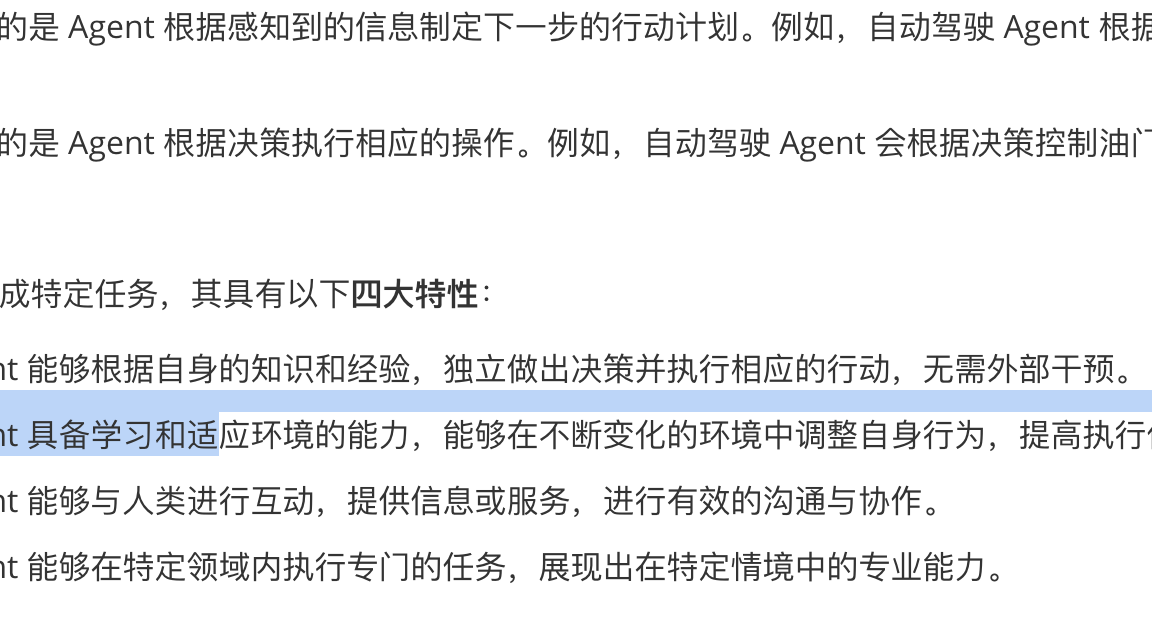 的是 Agent 根据感知到的信息制定下一步的行动计划。例如，自动驾驶 Agent 根据
的是 Agent 根据决策执行相应的操作。例如，自动驾驶 Agent 会根据决策控制油门
成特定任务，其具有以下四大特性：
nt 能够根据自身的知识和经验，独立做出决策并执行相应的行动，无需外部干预。
nt 具备学习和适应环境的能力，能够在不断变化的环境中调整自身行为，提高执行
nt 能够与人类进行互动，提供信息或服务，进行有效的沟通与协作。
nt 能够在特定领域内执行专门的任务，展现出在特定情境中的专业能力。